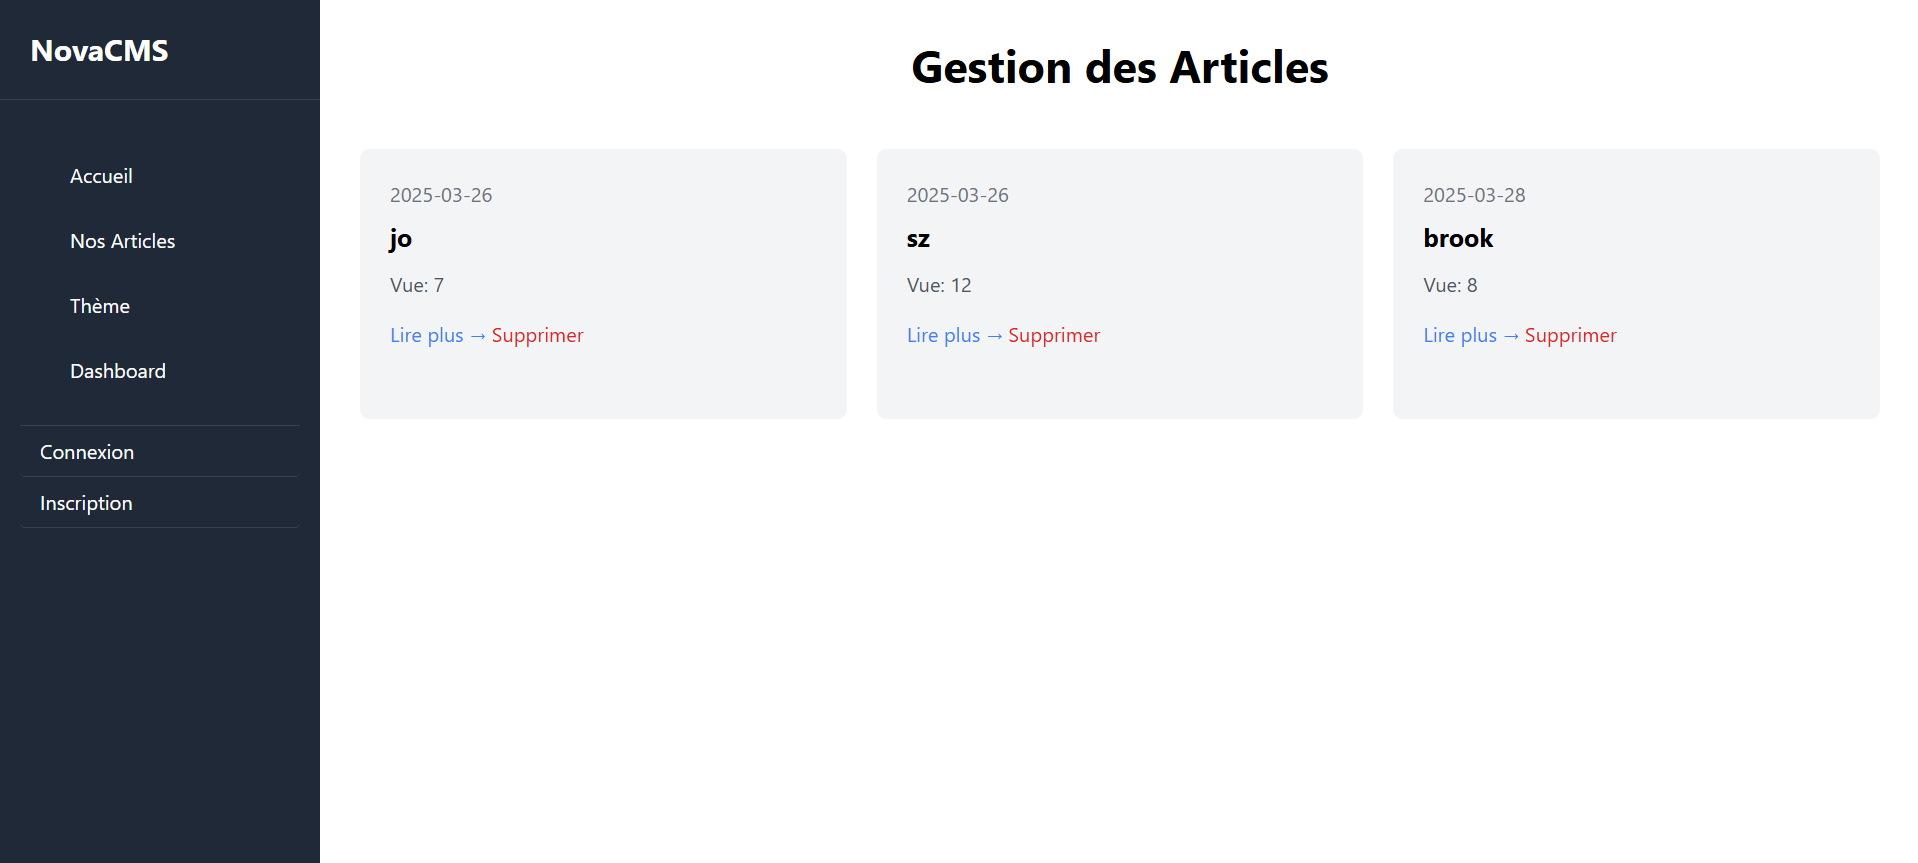 NovaCMS
Accueil
Nos Articles
Thème
Dashboard
Connexion
Inscription
Gestion des Articles
2025-03-26
jo
Vue: 7
Lire plus → Supprimer
2025-03-26
sz
Vue: 12
Lire plus → Supprimer
2025-03-28
brook
Vue: 8
Lire plus → Supprimer